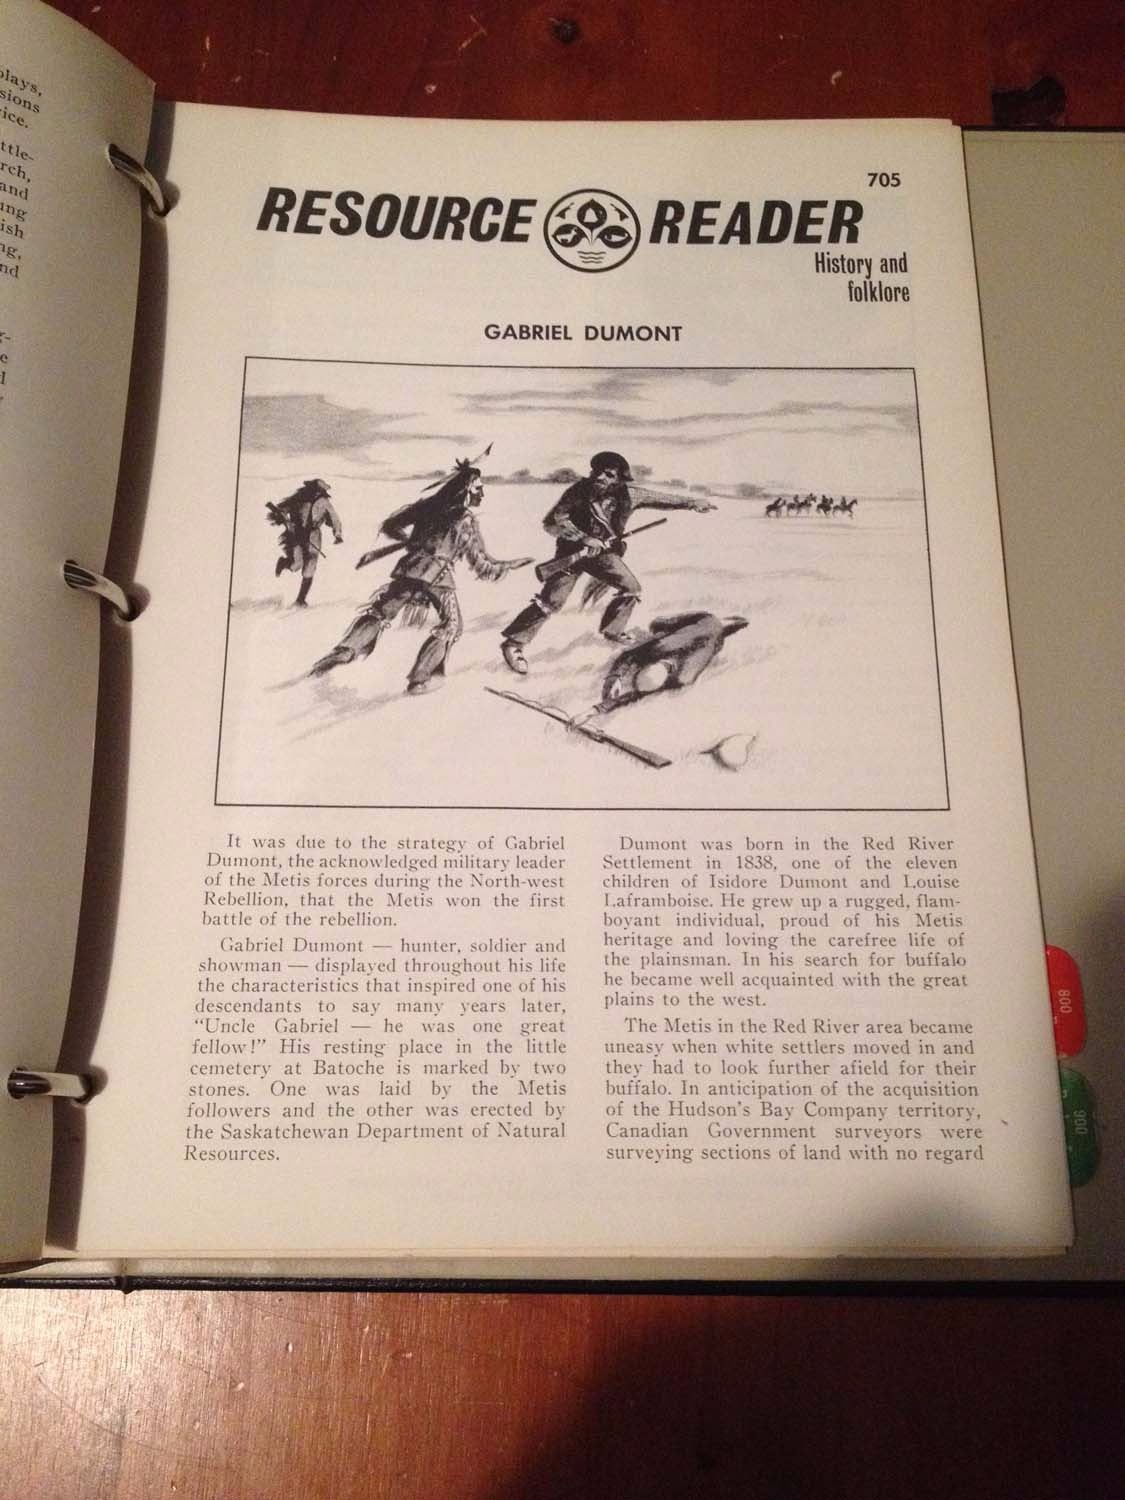 plays,
sions
ice.
ttle-
rch,
and
ung
ish
ng,
nd
g-
e
d
705
RESOURCE READER
History and
folklore
GABRIEL DUMONT
It was due to the strategy of Gabriel
Dumont, the acknowledged military leader
of the Metis forces during the North-west
Rebellion, that the Metis won the first
battle of the rebellion.
Gabriel Dumont — hunter, soldier and
showman — displayed throughout his life
the characteristics that inspired one of his
descendants to say many years later,
"Uncle Gabriel — he was one great
fellow!" His resting place in the little
cemetery at Batoche is marked by two
stones. One was laid by the Metis
followers and the other was erected by
the Saskatchewan Department of Natural
Resources.
Dumont was born in the Red River
Settlement in 1838, one of the eleven
children of Isidore Dumont and Louise
Laframboise. He grew up a rugged, flam-
boyant individual, proud of his Metis
heritage and loving the carefree life of
the plainsman. In his search for buffalo
he became well acquainted with the great
plains to the west.
The Metis in the Red River area became
uneasy when white settlers moved in and
they had to look further afield for their
buffalo. In anticipation of the acquisition
of the Hudson's Bay Company territory,
Canadian Government surveyors were
surveying sections of land with no regard
800
900